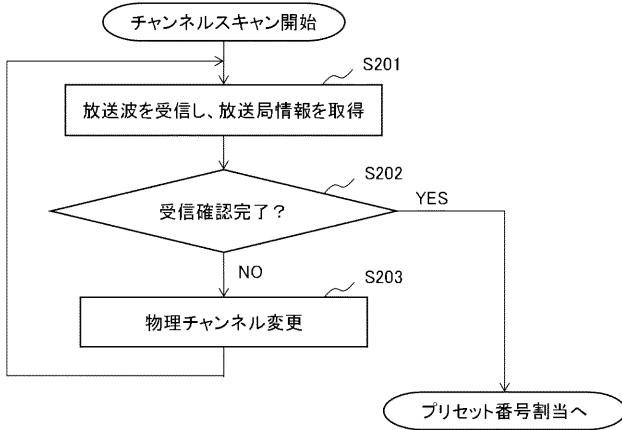 チャンネルスキャン開始
S201
放送波を受信し、放送局情報を取得
S202
受信確認完了?
YES
NO
S203
物理チャンネル変更
プリセット番号割当へ